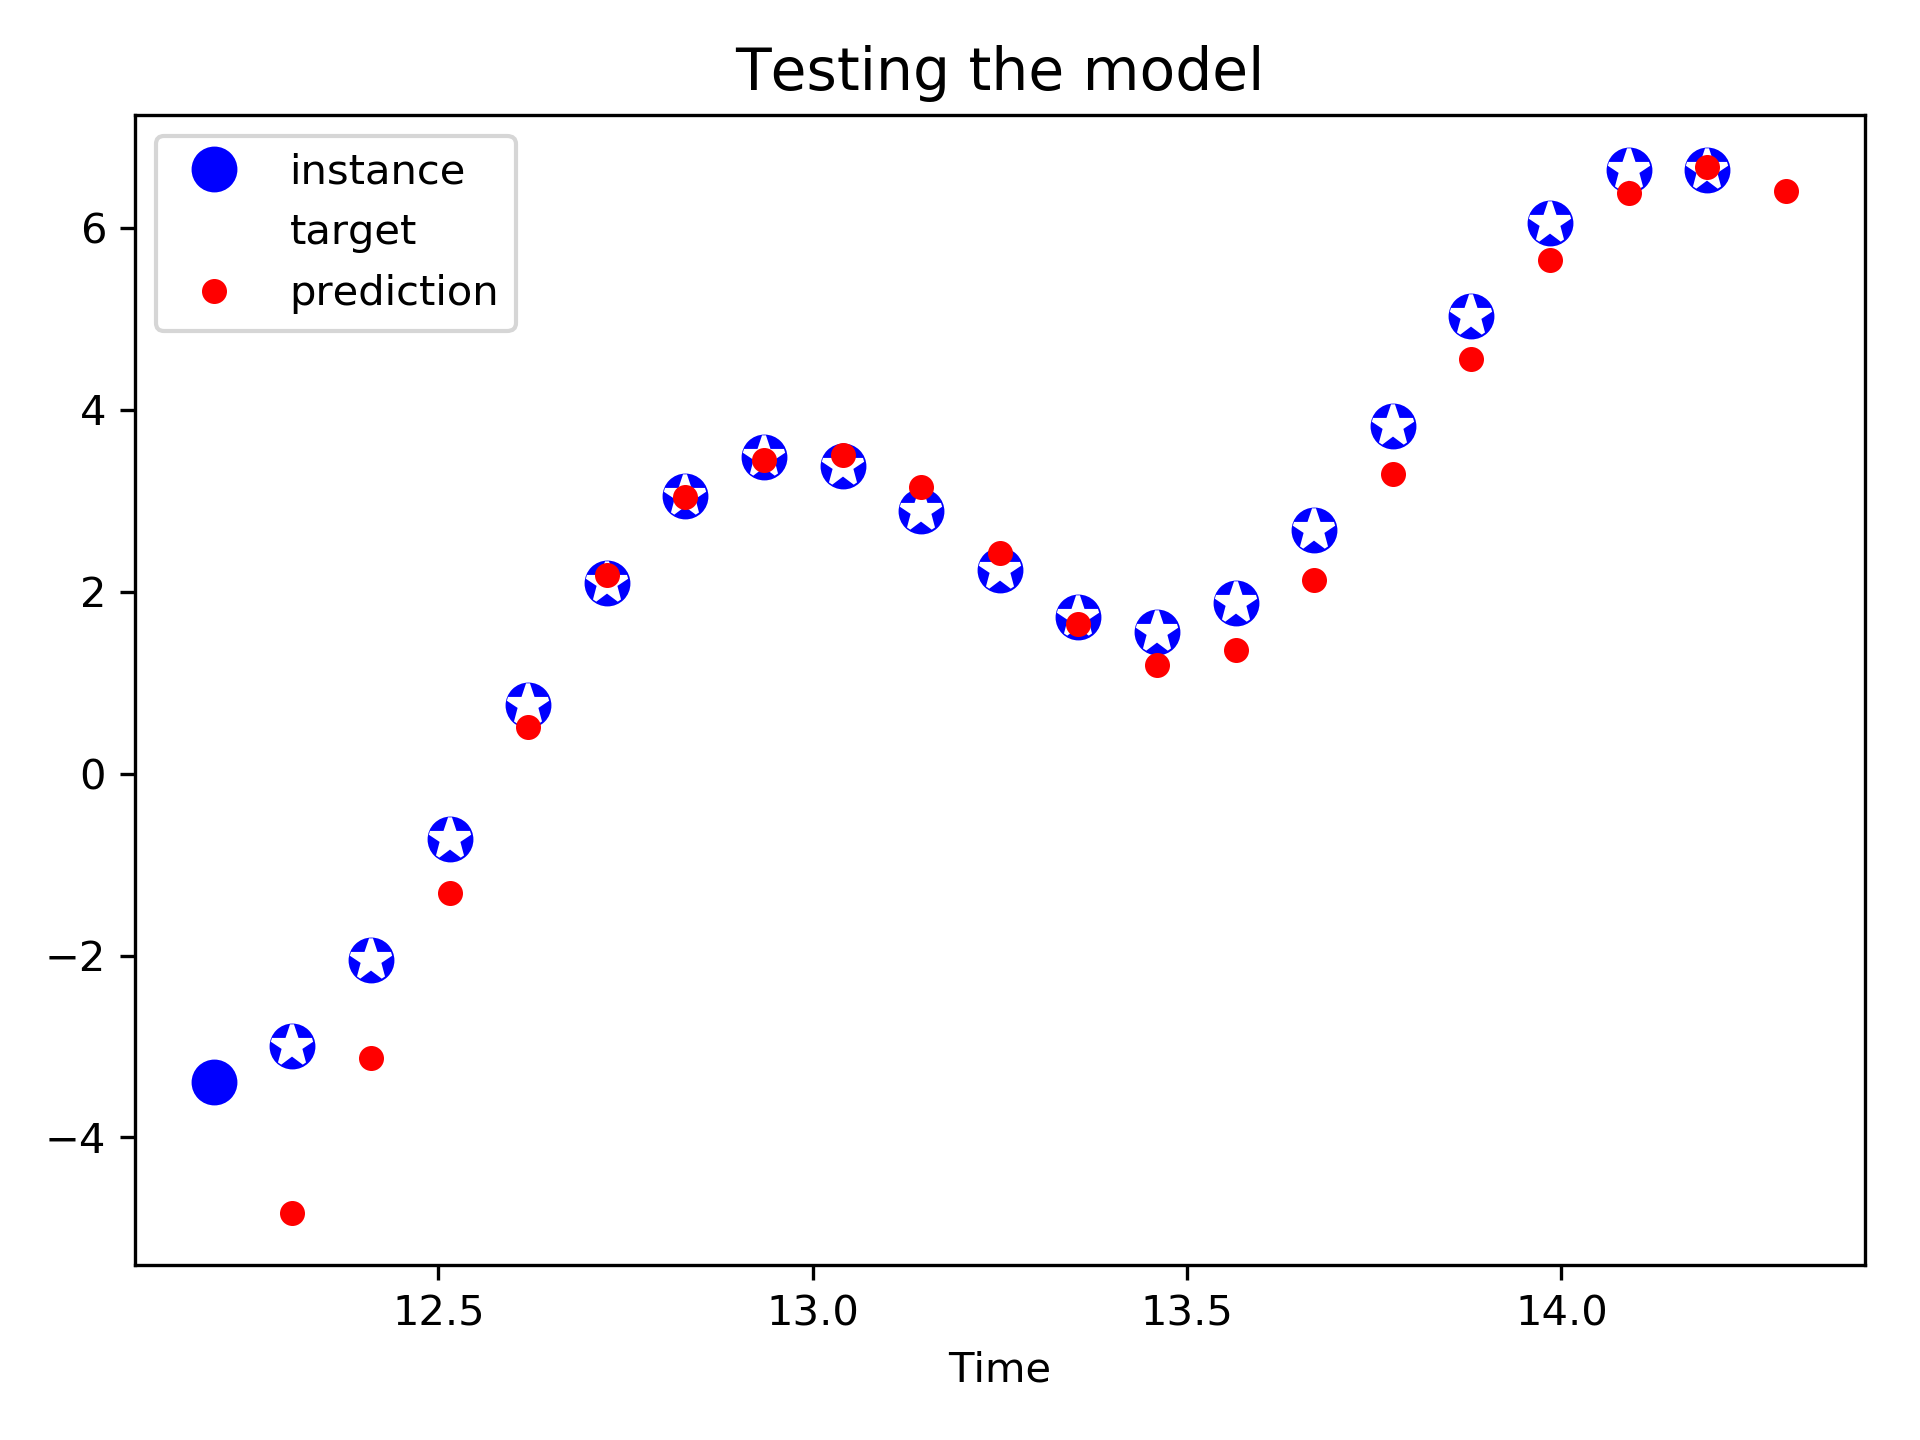 Testing the model
instance
target
prediction
6
4
2
0
−2
−4
12.5 13.0 13.5 14.0
Time